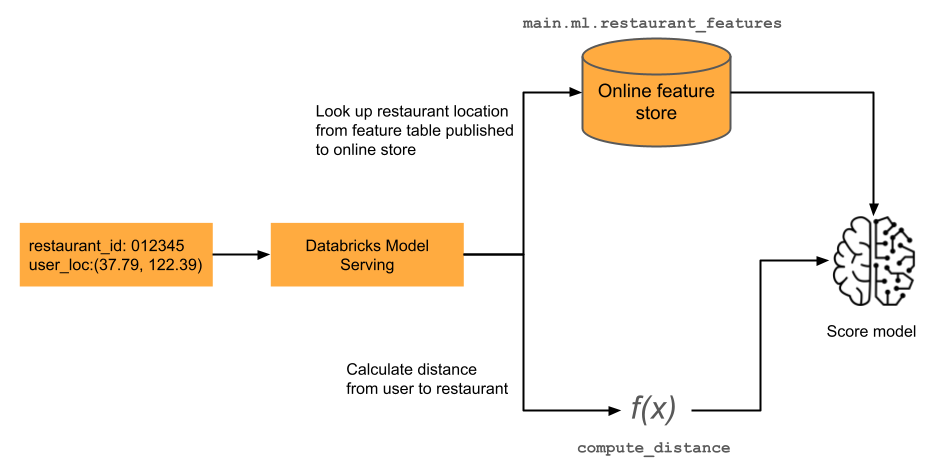 main.ml.restaurant_features
Online feature
store
Look up restaurant location
from feature table published
to online store
restaurant_id: 012345
user_loc:(37.79, 122.39)
Databricks Model
Serving
Score model
Calculate distance
from user to restaurant
f(x)
compute_distance